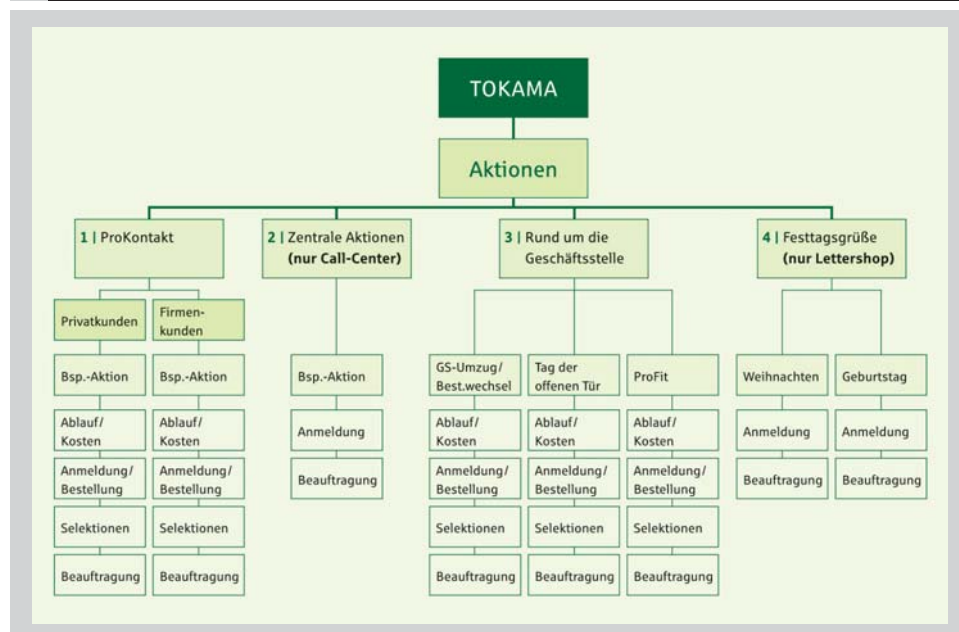 TOKAMA
Aktionen
1 | ProKontakt
2 | Zentrale Aktionen
(nur Call-Center)
3 | Rund um die
Geschäftsstelle
4 | Festtagsgrüße
(nur Lettershop)
Privatkunden
Firmen-
kunden
Bsp.-Aktion
Bsp.-Aktion
Bsp.-Aktion
GS-Umzug/
Best.wechsel
Tag der
offenen Tür
ProFit
Weihnachten
Geburtstag
Ablauf/
Kosten
Ablauf/
Kosten
Anmeldung
Ablauf/
Kosten
Ablauf/
Kosten
Ablauf/
Kosten
Anmeldung
Anmeldung
Anmeldung/
Bestellung
Anmeldung/
Bestellung
Beauftragung
Anmeldung/
Bestellung
Anmeldung/
Bestellung
Anmeldung/
Bestellung
Beauftragung
Beauftragung
Selektionen
Selektionen
Selektionen
Selektionen
Selektionen
Beauftragung
Beauftragung
Beauftragung
Beauftragung
Beauftragung